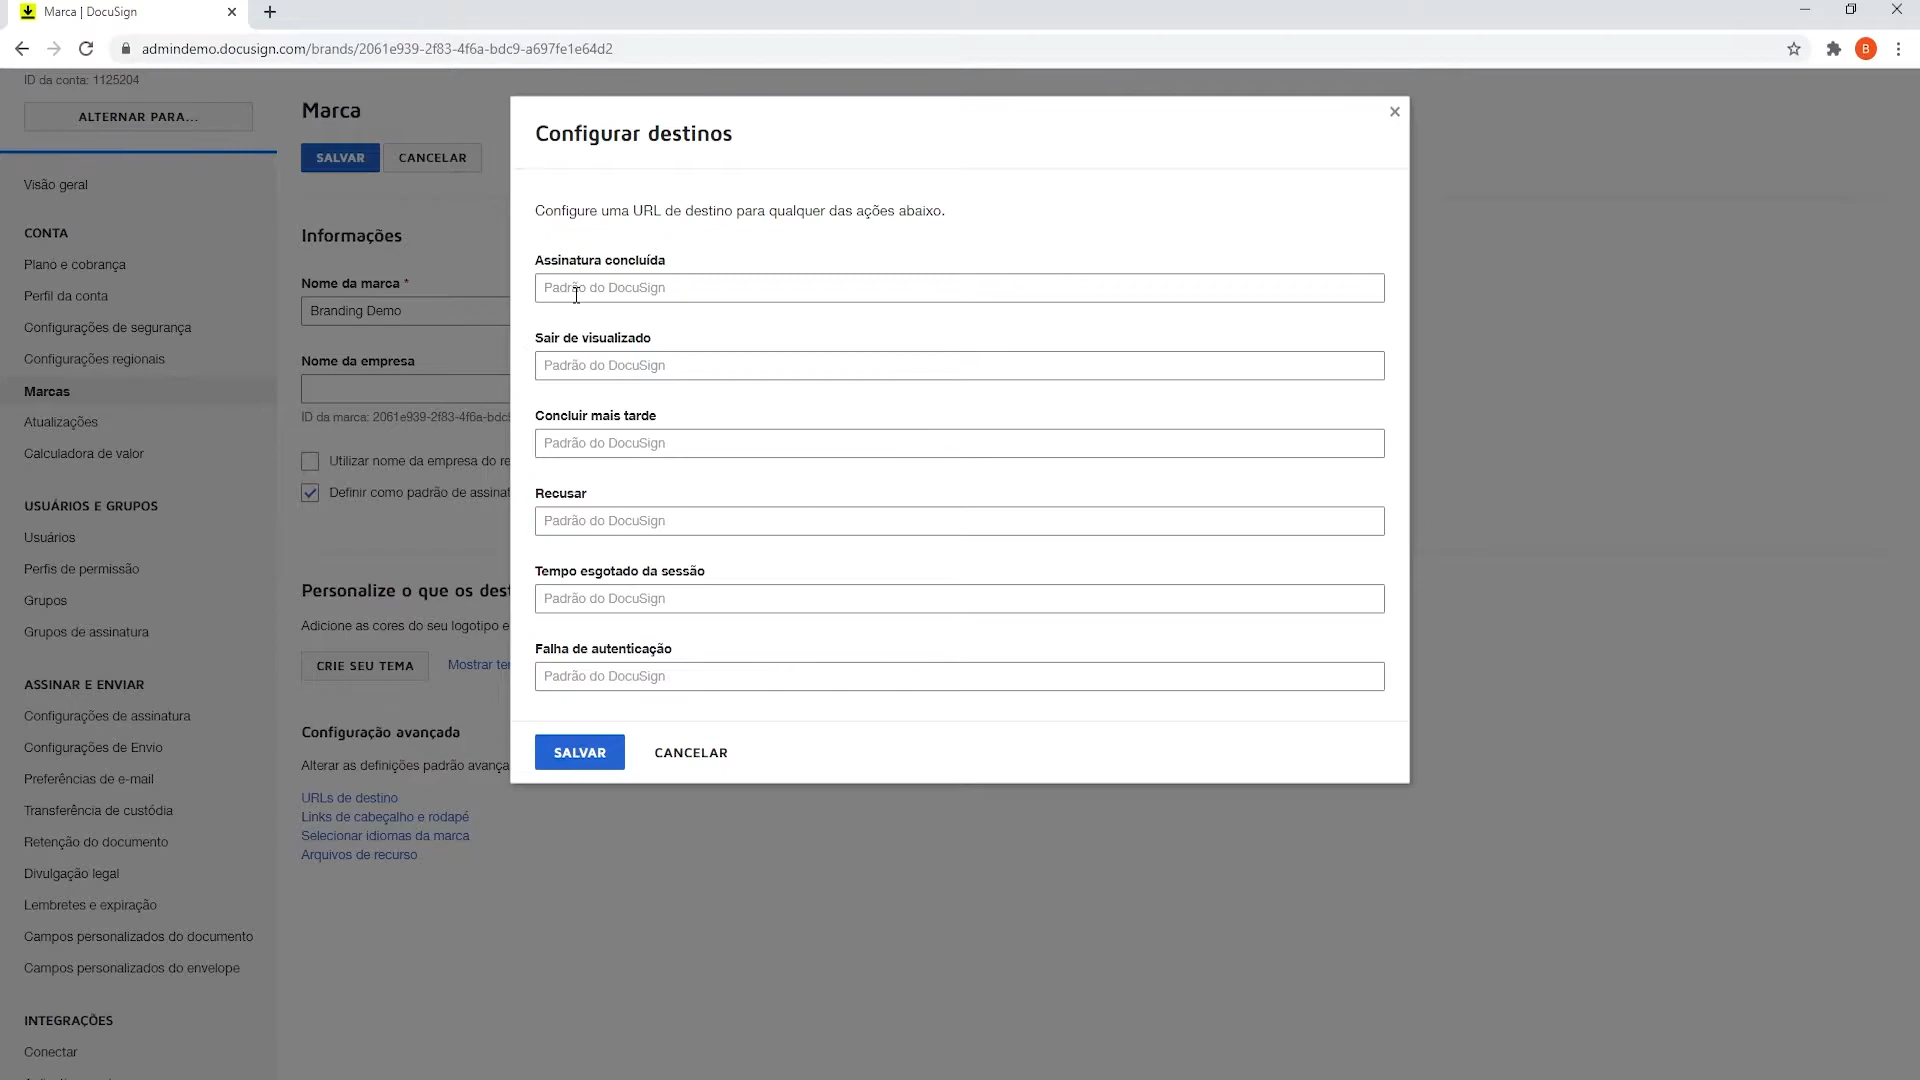 Marca | DocuSign
admindemo.docusign.com/brands/2061e939-2f83-4f6a-bdc9-a697fe1e64d2
B
ID da conta: 1125204
ALTERNAR PARA...
Visão geral
CONTA
Plano e cobrança
Perfil da conta
Configurações de segurança
Configurações regionais
Marcas
Atualizações
Calculadora de valor
USUÁRIOS E GRUPOS
Usuários
Perfis de permissão
Grupos
Grupos de assinatura
ASSINAR E ENVIAR
Configurações de assinatura
Configurações de Envio
Preferências de e-mail
Transferência de custódia
Retenção do documento
Divulgação legal
Lembretes e expiração
Campos personalizados do documento
Campos personalizados do envelope
INTEGRAÇÕES
Conectar
Marca
SALVAR CANCELAR
Informações
Nome da marca *
Branding Demo
Nome da empresa
ID da marca: 2061e939-2f83-4f6a-bdc
Utilizar nome da empresa do re
Definir como padrão de assinat
Personalize o que os dest
Adicione as cores do seu logotipo e
CRIE SEU TEMA Mostrar ter
Configuração avançada
Alterar as definições padrão avança
URLs de destino
Links de cabeçalho e rodapé
Selecionar idiomas da marca
Arquivos de recurso
Configurar destinos
Configure uma URL de destino para qualquer das ações abaixo.
Assinatura concluída
Padrão do DocuSign
Sair de visualizado
Padrão do DocuSign
Concluir mais tarde
Padrão do DocuSign
Recusar
Padrão do DocuSign
Tempo esgotado da sessão
Padrão do DocuSign
Falha de autenticação
Padrão do DocuSign
SALVAR CANCELAR